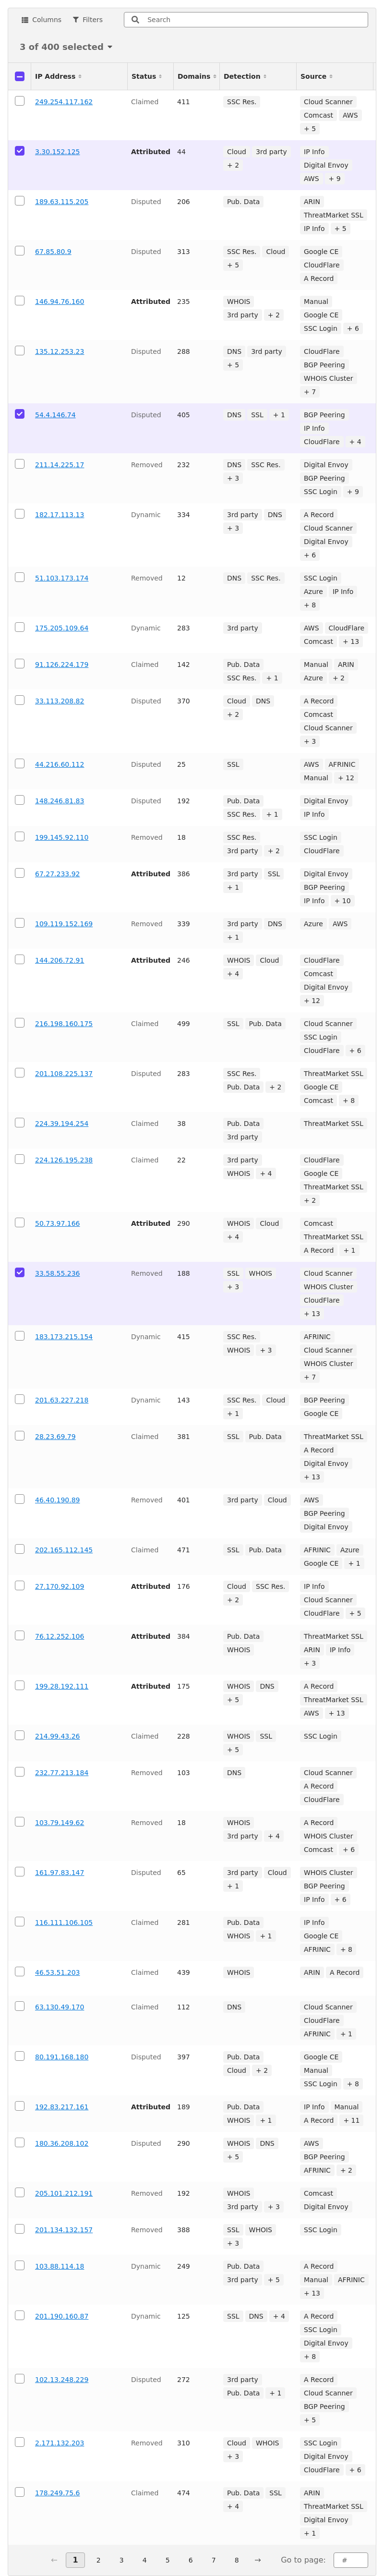 Columns Filters Search
3 of 400 selected
IP Address Status Domains Detection Source
249.254.117.162 Claimed 411 SSC Res. Cloud Scanner
Comcast AWS
+ 5
3.30.152.125 Attributed 44 Cloud 3rd party IP Info
+ 2 Digital Envoy
AWS + 9
189.63.115.205 Disputed 206 Pub. Data ARIN
ThreatMarket SSL
IP Info + 5
67.85.80.9 Disputed 313 SSC Res. Cloud Google CE
+ 5 CloudFlare
A Record
146.94.76.160 Attributed 235 WHOIS Manual
3rd party + 2 Google CE
SSC Login + 6
135.12.253.23 Disputed 288 DNS 3rd party CloudFlare
+ 5 BGP Peering
WHOIS Cluster
+ 7
54.4.146.74 Disputed 405 DNS SSL + 1 BGP Peering
IP Info
CloudFlare + 4
211.14.225.17 Removed 232 DNS SSC Res. Digital Envoy
+ 3 BGP Peering
SSC Login + 9
182.17.113.13 Dynamic 334 3rd party DNS A Record
+ 3 Cloud Scanner
Digital Envoy
+ 6
51.103.173.174 Removed 12 DNS SSC Res. SSC Login
Azure IP Info
+ 8
175.205.109.64 Dynamic 283 3rd party AWS CloudFlare
Comcast + 13
91.126.224.179 Claimed 142 Pub. Data Manual ARIN
SSC Res. + 1 Azure + 2
33.113.208.82 Disputed 370 Cloud DNS A Record
+ 2 Comcast
Cloud Scanner
+ 3
44.216.60.112 Disputed 25 SSL AWS AFRINIC
Manual + 12
148.246.81.83 Disputed 192 Pub. Data Digital Envoy
SSC Res. + 1 IP Info
199.145.92.110 Removed 18 SSC Res. SSC Login
3rd party + 2 CloudFlare
67.27.233.92 Attributed 386 3rd party SSL Digital Envoy
+ 1 BGP Peering
IP Info + 10
109.119.152.169 Removed 339 3rd party DNS Azure AWS
+ 1
144.206.72.91 Attributed 246 WHOIS Cloud CloudFlare
+ 4 Comcast
Digital Envoy
+ 12
216.198.160.175 Claimed 499 SSL Pub. Data Cloud Scanner
SSC Login
CloudFlare + 6
201.108.225.137 Disputed 283 SSC Res. ThreatMarket SSL
Pub. Data + 2 Google CE
Comcast + 8
224.39.194.254 Claimed 38 Pub. Data ThreatMarket SSL
3rd party
224.126.195.238 Claimed 22 3rd party CloudFlare
WHOIS + 4 Google CE
ThreatMarket SSL
+ 2
50.73.97.166 Attributed 290 WHOIS Cloud Comcast
+ 4 ThreatMarket SSL
A Record + 1
33.58.55.236 Removed 188 SSL WHOIS Cloud Scanner
+ 3 WHOIS Cluster
CloudFlare
+ 13
183.173.215.154 Dynamic 415 SSC Res. AFRINIC
WHOIS + 3 Cloud Scanner
WHOIS Cluster
+ 7
201.63.227.218 Dynamic 143 SSC Res. Cloud BGP Peering
+ 1 Google CE
28.23.69.79 Claimed 381 SSL Pub. Data ThreatMarket SSL
A Record
Digital Envoy
+ 13
46.40.190.89 Removed 401 3rd party Cloud AWS
BGP Peering
Digital Envoy
202.165.112.145 Claimed 471 SSL Pub. Data AFRINIC Azure
Google CE + 1
27.170.92.109 Attributed 176 Cloud SSC Res. IP Info
+ 2 Cloud Scanner
CloudFlare + 5
76.12.252.106 Attributed 384 Pub. Data ThreatMarket SSL
WHOIS ARIN IP Info
+ 3
199.28.192.111 Attributed 175 WHOIS DNS A Record
+ 5 ThreatMarket SSL
AWS + 13
214.99.43.26 Claimed 228 WHOIS SSL SSC Login
+ 5
232.77.213.184 Removed 103 DNS Cloud Scanner
A Record
CloudFlare
103.79.149.62 Removed 18 WHOIS A Record
3rd party + 4 WHOIS Cluster
Comcast + 6
161.97.83.147 Disputed 65 3rd party Cloud WHOIS Cluster
+ 1 BGP Peering
IP Info + 6
116.111.106.105 Claimed 281 Pub. Data IP Info
WHOIS + 1 Google CE
AFRINIC + 8
46.53.51.203 Claimed 439 WHOIS ARIN A Record
63.130.49.170 Claimed 112 DNS Cloud Scanner
CloudFlare
AFRINIC + 1
80.191.168.180 Disputed 397 Pub. Data Google CE
Cloud + 2 Manual
SSC Login + 8
192.83.217.161 Attributed 189 Pub. Data IP Info Manual
WHOIS + 1 A Record + 11
180.36.208.102 Disputed 290 WHOIS DNS AWS
+ 5 BGP Peering
AFRINIC + 2
205.101.212.191 Removed 192 WHOIS Comcast
3rd party + 3 Digital Envoy
201.134.132.157 Removed 388 SSL WHOIS SSC Login
+ 3
103.88.114.18 Dynamic 249 Pub. Data A Record
3rd party + 5 Manual AFRINIC
+ 13
201.190.160.87 Dynamic 125 SSL DNS + 4 A Record
SSC Login
Digital Envoy
+ 8
102.13.248.229 Disputed 272 3rd party A Record
Pub. Data + 1 Cloud Scanner
BGP Peering
+ 5
2.171.132.203 Removed 310 Cloud WHOIS SSC Login
+ 3 Digital Envoy
CloudFlare + 6
178.249.75.6 Claimed 474 Pub. Data SSL ARIN
+ 4 ThreatMarket SSL
Digital Envoy
+ 1
← 1 2 3 4 5 6 7 8 → Go to page: #